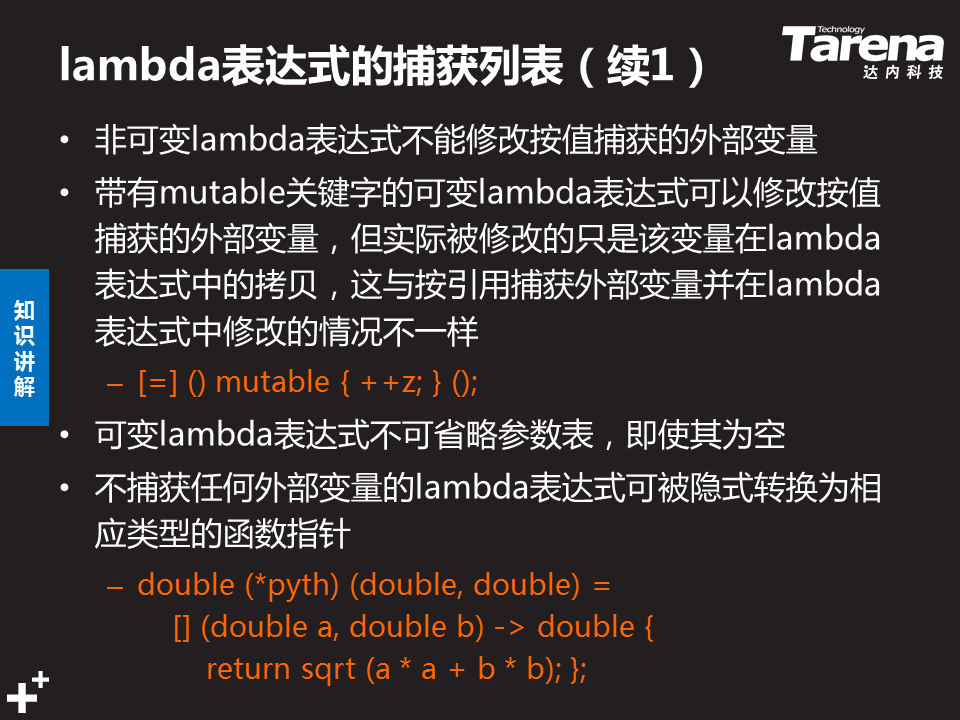 lambda表达式的捕获列表（续1）
Technology
Tarena
达内科技
• 非可变lambda表达式不能修改按值捕获的外部变量
• 带有mutable关键字的可变lambda表达式可以修改按值
捕获的外部变量，但实际被修改的只是该变量在lambda
表达式中的拷贝，这与按引用捕获外部变量并在lambda
表达式中修改的情况不一样
– [=] () mutable { ++z; } ();
• 可变lambda表达式不可省略参数表，即使其为空
• 不捕获任何外部变量的lambda表达式可被隐式转换为相
应类型的函数指针
– double (*pyth) (double, double) =
[] (double a, double b) -> double {
return sqrt (a * a + b * b); };
知识讲解